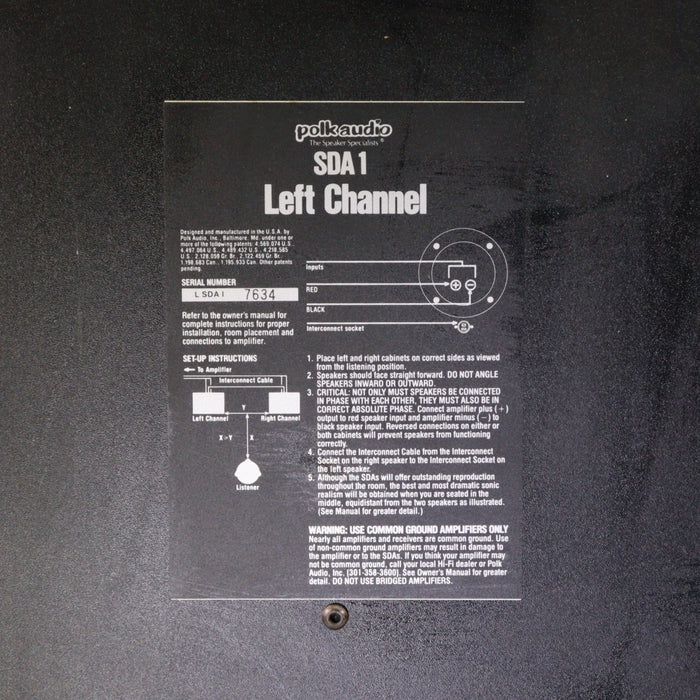 polkaudio
The Speaker Specialists®
SDA 1
Left Channel
Designed and manufactured in the U.S.A. by
Polk Audio, Inc., Baltimore, Md. under one or
more of the following patents: 4,569,074 U.S.,
4,497,064 U.S., 4,489,432 U.S., 4,218,585
U.S., 2,128,058 Gr. Br., 2,122,459 Gr. Br.,
1,198,683 Can., 1,195,933 Can. Other patents
pending.
SERIAL NUMBER
L SDA I 7634
Refer to the owner's manual for
complete instructions for proper
installation, room placement and
connections to amplifier.
Inputs
RED
BLACK
Interconnect socket
+ −
SET-UP INSTRUCTIONS
← To Amplifier
Interconnect Cable
Left Channel
Right Channel
Y
X>Y
X
Listener
1. Place left and right cabinets on correct sides as viewed
from the listening position.
2. Speakers should face straight forward. DO NOT ANGLE
SPEAKERS INWARD OR OUTWARD.
3. CRITICAL: NOT ONLY MUST SPEAKERS BE CONNECTED
IN PHASE WITH EACH OTHER, THEY MUST ALSO BE IN
CORRECT ABSOLUTE PHASE. Connect amplifier plus (+)
output to red speaker input and amplifier minus (−) to
black speaker input. Reversed connections on either or
both cabinets will prevent speakers from functioning
correctly.
4. Connect the Interconnect Cable from the Interconnect
Socket on the right speaker to the Interconnect Socket on
the left speaker.
5. Although the SDAs will offer outstanding reproduction
throughout the room, the best and most dramatic sonic
realism will be obtained when you are seated in the
middle, equidistant from the two speakers as illustrated.
(See Manual for greater detail.)
WARNING: USE COMMON GROUND AMPLIFIERS ONLY
Nearly all amplifiers and receivers are common ground. Use
of non-common ground amplifiers may result in damage to
the amplifier or to the SDAs. If you think your amplifier may
not be common ground, call your local Hi-Fi dealer or Polk
Audio, Inc. (301-358-3600). See Owner's Manual for greater
detail. DO NOT USE BRIDGED AMPLIFIERS.